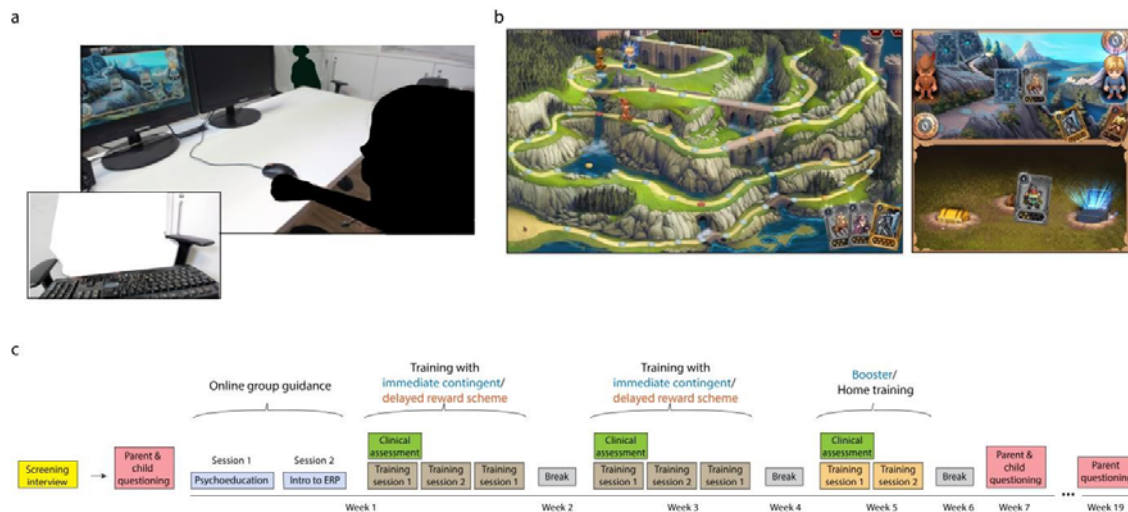 a
b
c
Online group guidance
Training with
immediate contingent/
delayed reward scheme
Training with
immediate contingent/
delayed reward scheme
Booster/
Home training
Screening
interview
Parent &
child
questioning
Session 1
Psychoeducation
Session 2
Intro to ERP
Clinical
assessment
Training
session 1
Training
session 2
Training
session 1
Break
Clinical
assessment
Training
session 1
Training
session 2
Training
session 1
Break
Clinical
assessment
Training
session 1
Training
session 2
Break
Parent &
child
questioning
...
Parent
questioning
Week 1
Week 2
Week 3
Week 4
Week 5
Week 6
Week 7
Week 19